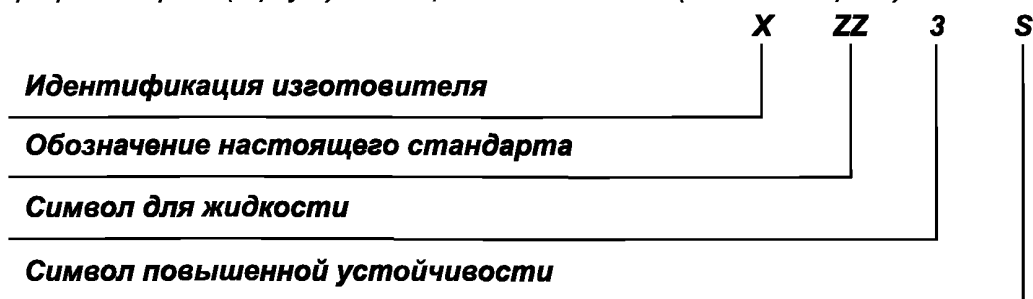 X ZZ 3 S
Идентификация изготовителя
Обозначение настоящего стандарта
Символ для жидкости
Символ повышенной устойчивости